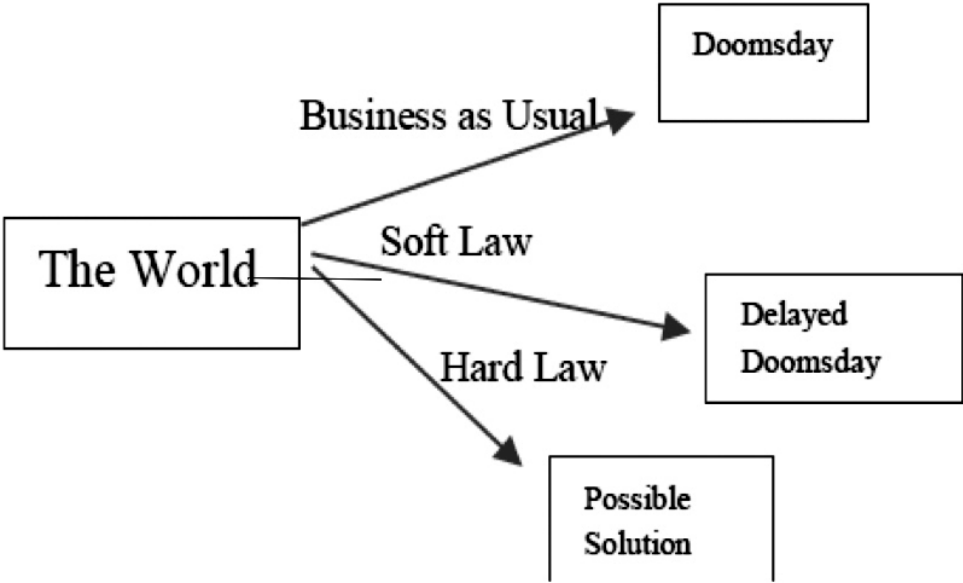 Doomsday
Business as Usual
Soft Law
The World
Delayed
Doomsday
Hard Law
Possible
Solution